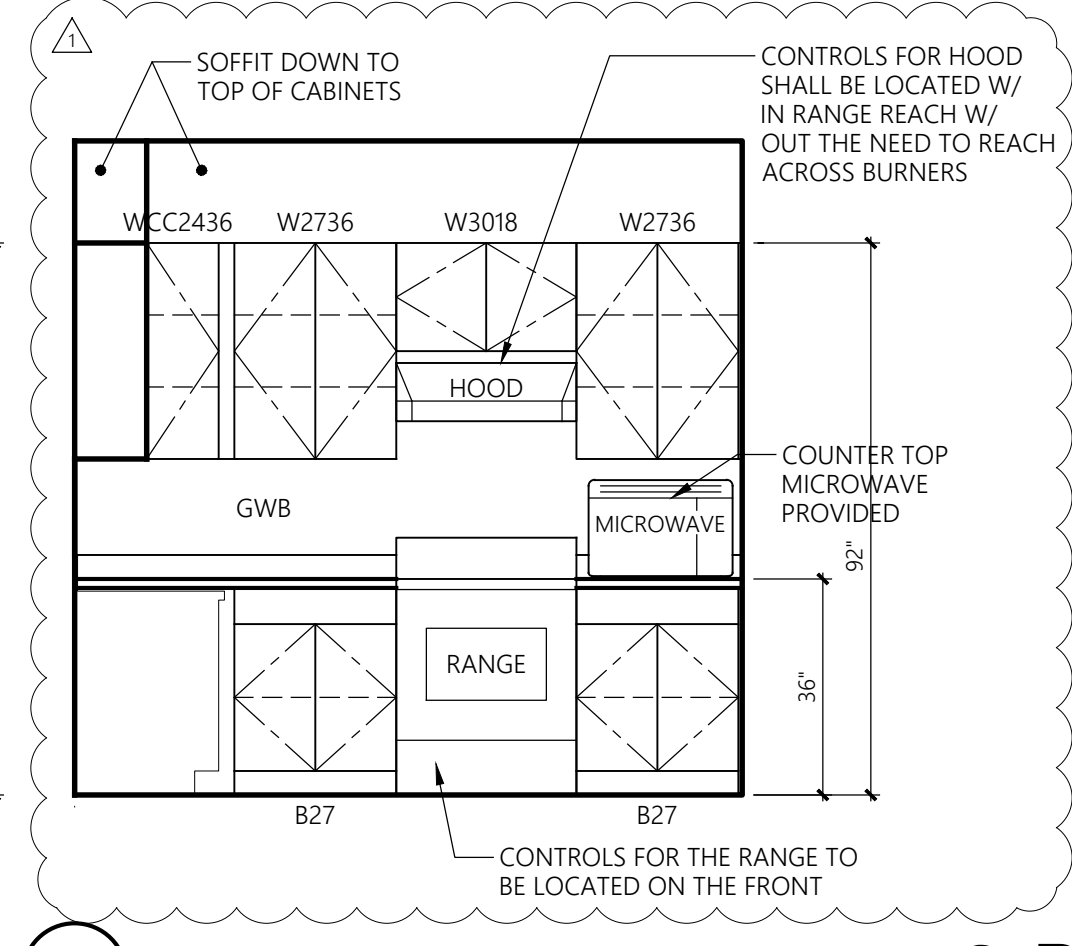 1
SOFFIT DOWN TO
TOP OF CABINETS
CONTROLS FOR HOOD
SHALL BE LOCATED W/
IN RANGE REACH W/
OUT THE NEED TO REACH
ACROSS BURNERS
WCC2436 W2736 W3018 W2736
HOOD
COUNTER TOP
MICROWAVE
PROVIDED
GWB
MICROWAVE
92"
RANGE
36"
B27 B27
CONTROLS FOR THE RANGE TO
BE LOCATED ON THE FRONT